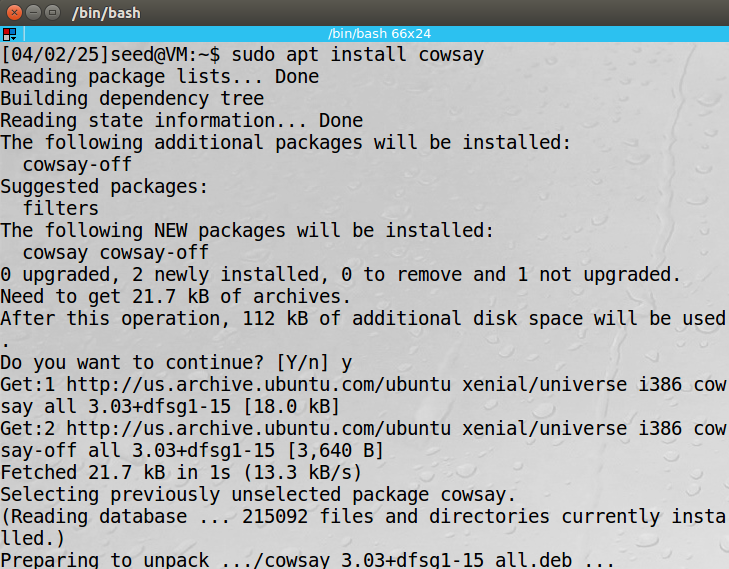 /bin/bash
/bin/bash 66x24
[04/02/25]seed@VM:~$ sudo apt install cowsay
Reading package lists... Done
Building dependency tree
Reading state information... Done
The following additional packages will be installed:
  cowsay-off
Suggested packages:
  filters
The following NEW packages will be installed:
  cowsay cowsay-off
0 upgraded, 2 newly installed, 0 to remove and 1 not upgraded.
Need to get 21.7 kB of archives.
After this operation, 112 kB of additional disk space will be used
.
Do you want to continue? [Y/n] y
Get:1 http://us.archive.ubuntu.com/ubuntu xenial/universe i386 cow
say all 3.03+dfsg1-15 [18.0 kB]
Get:2 http://us.archive.ubuntu.com/ubuntu xenial/universe i386 cow
say-off all 3.03+dfsg1-15 [3,640 B]
Fetched 21.7 kB in 1s (13.3 kB/s)
Selecting previously unselected package cowsay.
(Reading database ... 215092 files and directories currently insta
lled.)
Preparing to unpack .../cowsay_3.03+dfsg1-15_all.deb ...